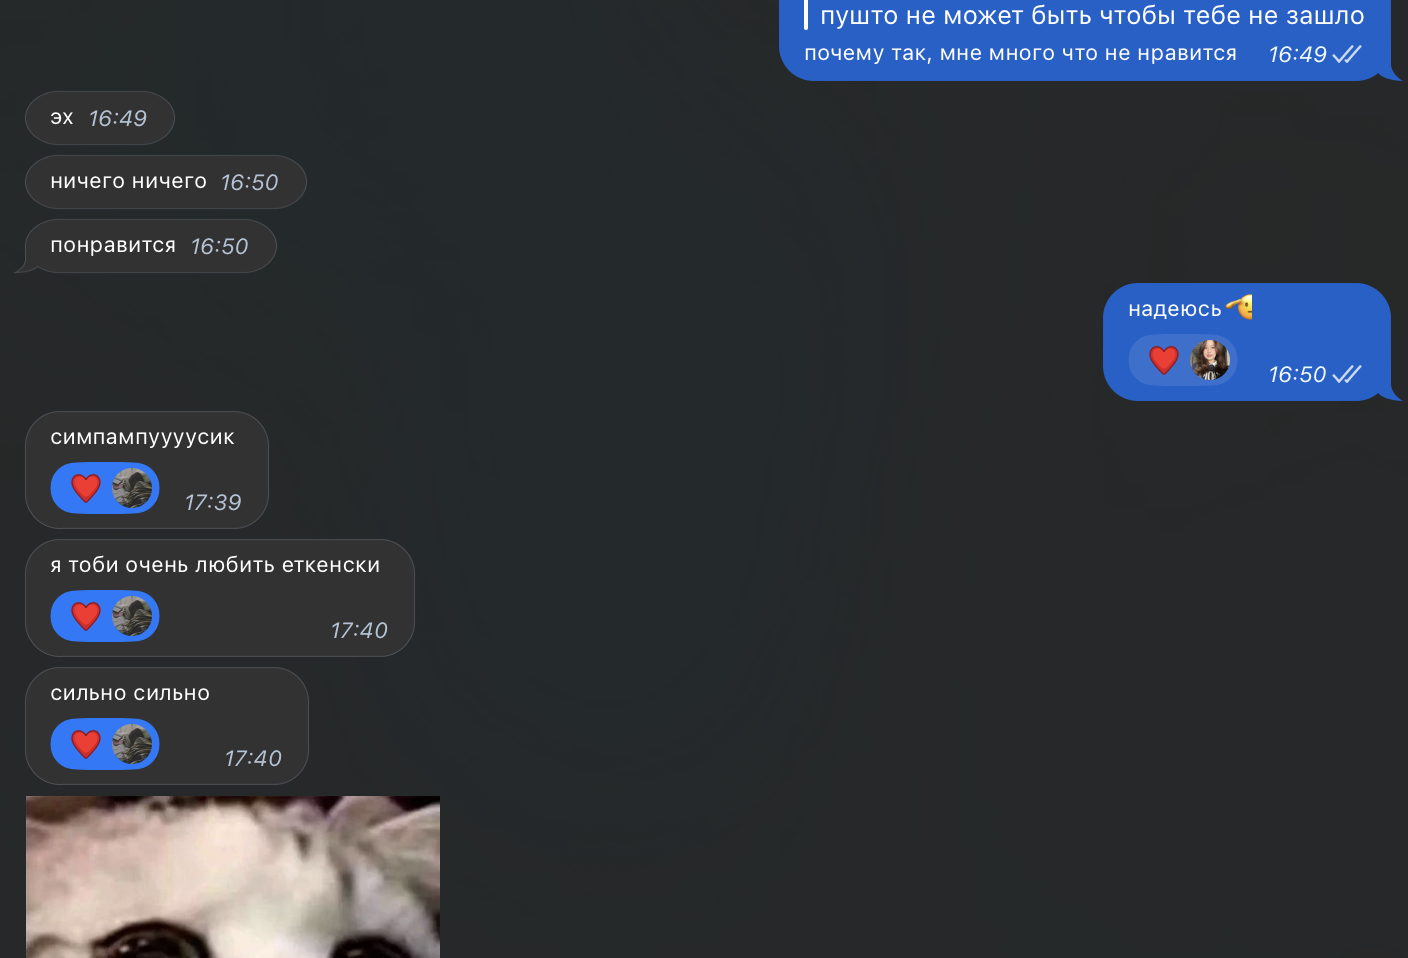 пушто не может быть чтобы тебе не зашло
почему так, мне много что не нравится 16:49
эх 16:49
ничего ничего 16:50
понравится 16:50
надеюсь
16:50
симпампуууусик
17:39
я тоби очень любить еткенски
17:40
сильно сильно
17:40